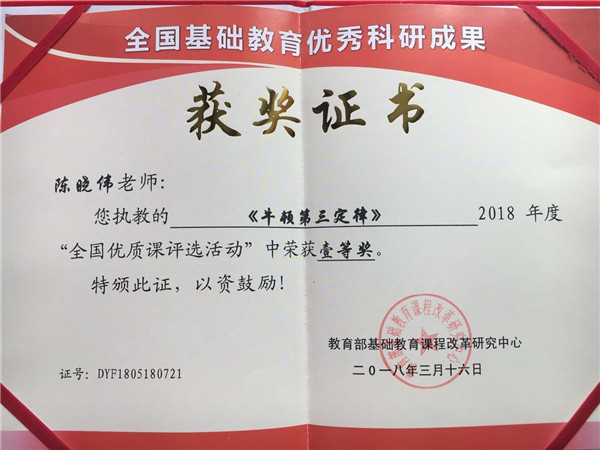 全国基础教育优秀科研成果
获奖证书
陈晓伟老师：
您执教的《牛顿第三定律》2018 年度
“全国优质课评选活动”中荣获壹等奖。
特颁此证，以资鼓励！
教育部基础教育课程改革研究中心
二〇一八年三月十六日
证号：DYF1805180721